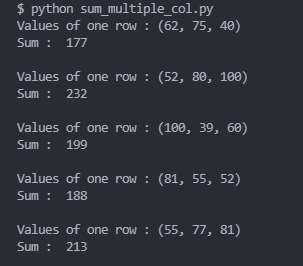 $ python sum_multiple_col.py
Values of one row : (62, 75, 40)
Sum :  177
Values of one row : (52, 80, 100)
Sum :  232
Values of one row : (100, 39, 60)
Sum :  199
Values of one row : (81, 55, 52)
Sum :  188
Values of one row : (55, 77, 81)
Sum :  213